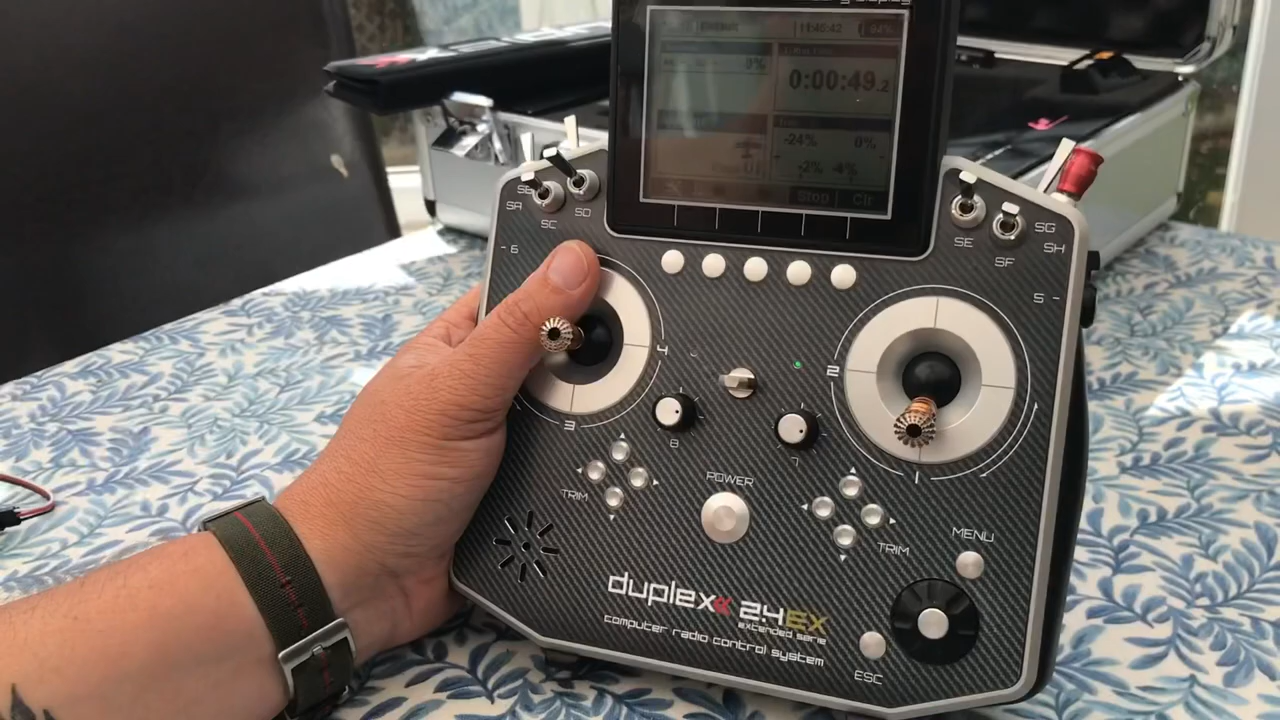 0:00:49.2
-24% 0%
-2% -4%
Stop Clr
SB
SA
SC
SD
- 6
SE
SF
SG
SH
5 -
4
3
2
1
8
7
TRIM
POWER
TRIM
MENU
duplex 2.4EX
extended serie
computer radio control system
ESC